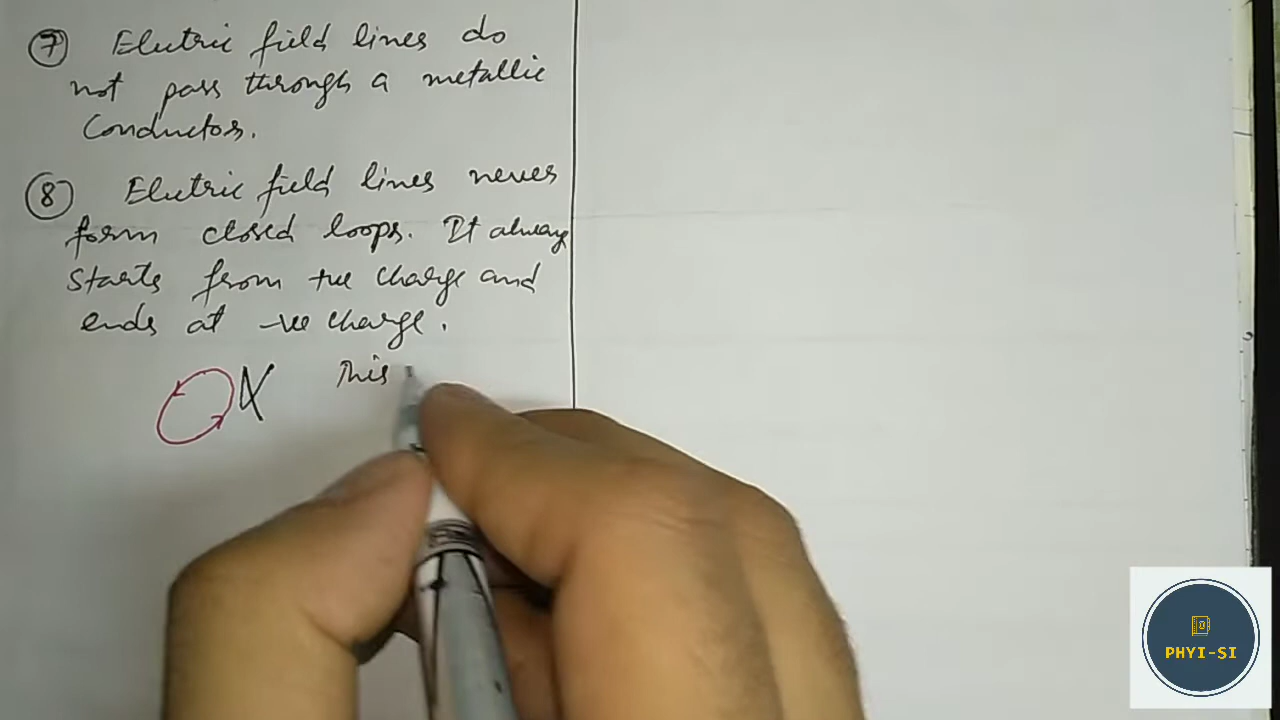 7 Electric field lines do
not pass through a metallic
Conductor.
8 Electric field lines never
form closed loops. It always
starts from +ve charge and
ends at -ve charge.
This
PHYI-SI